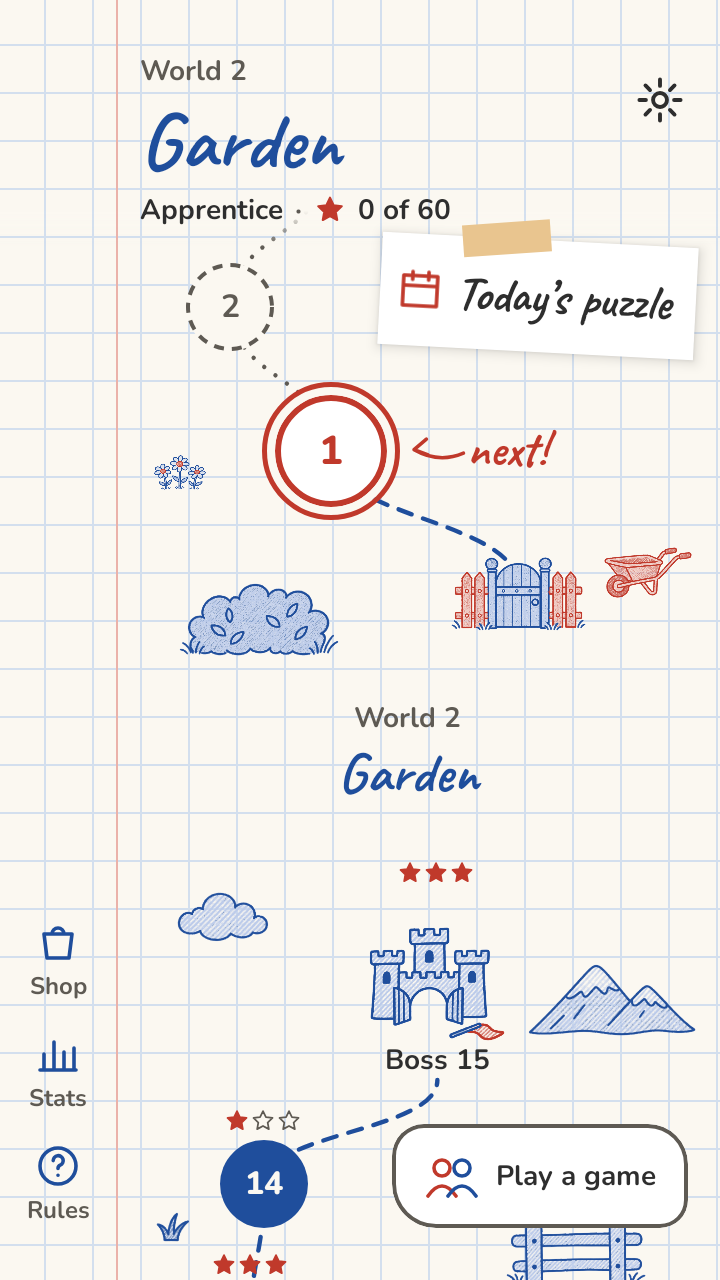 World 2
Garden
Apprentice · 0 of 60
2
Today's puzzle
1
next!
World 2
Garden
Shop
Boss 15
Stats
14
Play a game
Rules